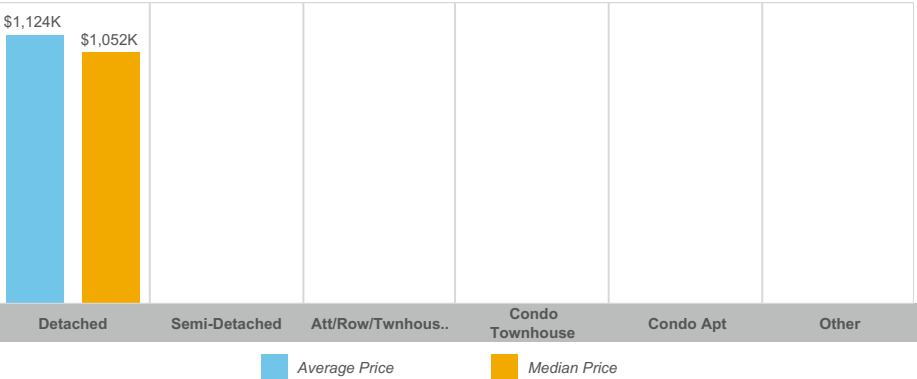 $1,124K
$1,052K
Detached
Semi-Detached
Att/Row/Twnhous..
Condo
Townhouse
Condo Apt
Other
Average Price
Median Price